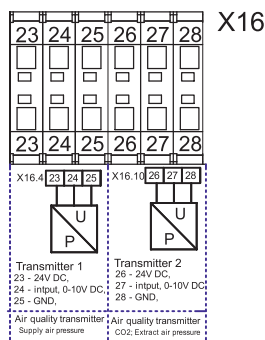 X16
23 24 25 26 27 28
23 24 25 26 27 28
X16.4 23 24 25
X16.10 26 27 28
U
P
U
P
Transmitter 1
23 - 24V DC,
24 - intput, 0-10V DC,
25 - GND,
Transmitter 2
26 - 24V DC,
27 - intput, 0-10V DC,
28 - GND,
Air quality transmitter
Supply air pressure
Air quality transmitter
CO2; Extract air pressure